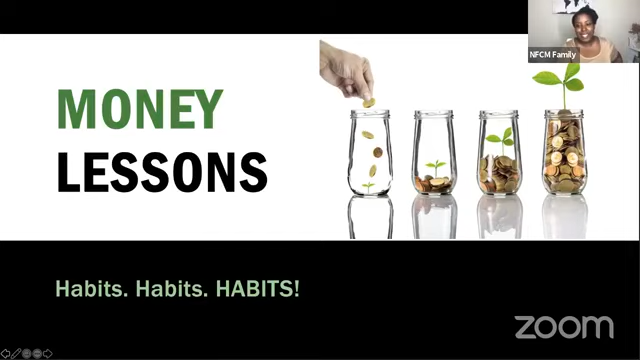 NFCM Family
MONEY
LESSONS
Habits. Habits. HABITS!
zoom